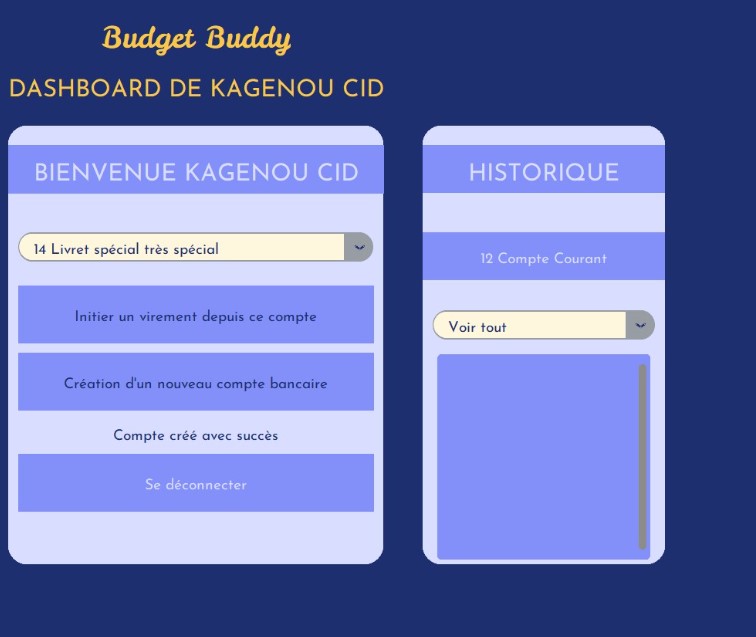 Budget Buddy
DASHBOARD DE KAGENOU CID
BIENVENUE KAGENOU CID
14 Livret spécial très spécial
Initier un virement depuis ce compte
Création d'un nouveau compte bancaire
Compte créé avec succès
Se déconnecter
HISTORIQUE
12 Compte Courant
Voir tout